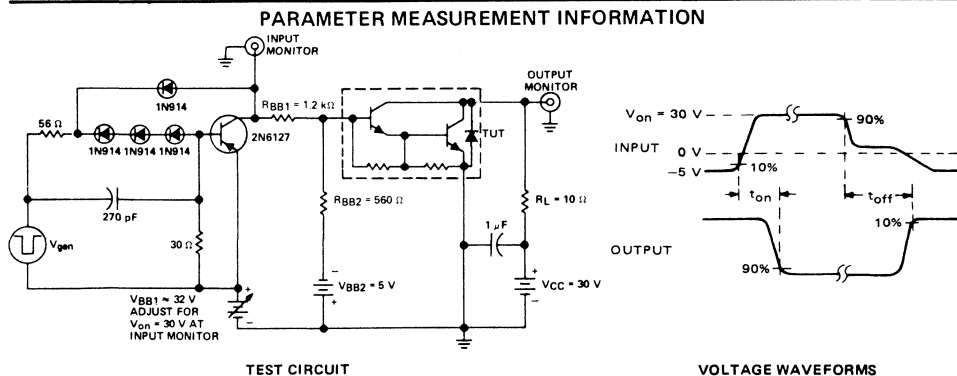 PARAMETER MEASUREMENT INFORMATION
INPUT
MONITOR
OUTPUT
MONITOR
1N914
RBB1 = 1.2 kΩ
56 Ω
2N6127
TUT
1N914 1N914 1N914
270 pF
RBB2 = 560 Ω
RL = 10 Ω
1 μF
30 Ω
Vgen
VBB1 ≈ 32 V
ADJUST FOR
Von = 30 V AT
INPUT MONITOR
+
−
−
VBB2 = 5 V
+
+
VCC = 30 V
−
TEST CIRCUIT
Von = 30 V
90%
INPUT
0 V
10%
−5 V
ton
toff
10%
OUTPUT
90%
VOLTAGE WAVEFORMS